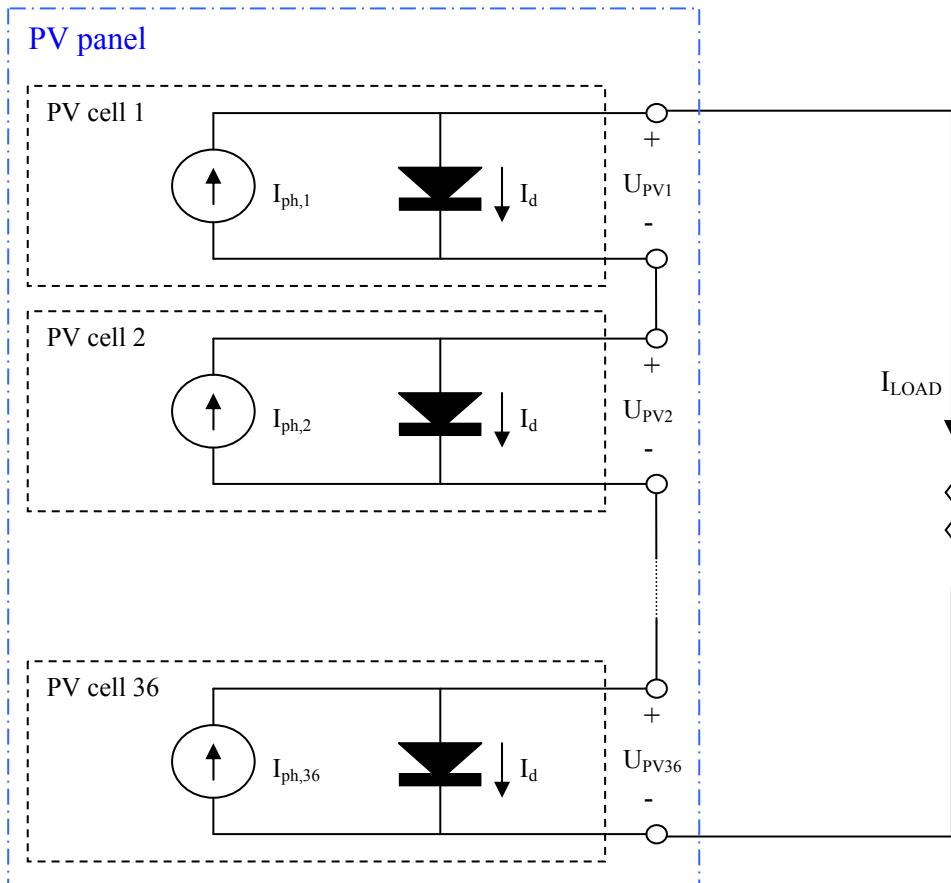 PV panel
PV cell 1
I_ph,1
I_d
+
U_PV1
-
PV cell 2
I_ph,2
I_d
+
U_PV2
-
I_LOAD
PV cell 36
I_ph,36
I_d
+
U_PV36
-